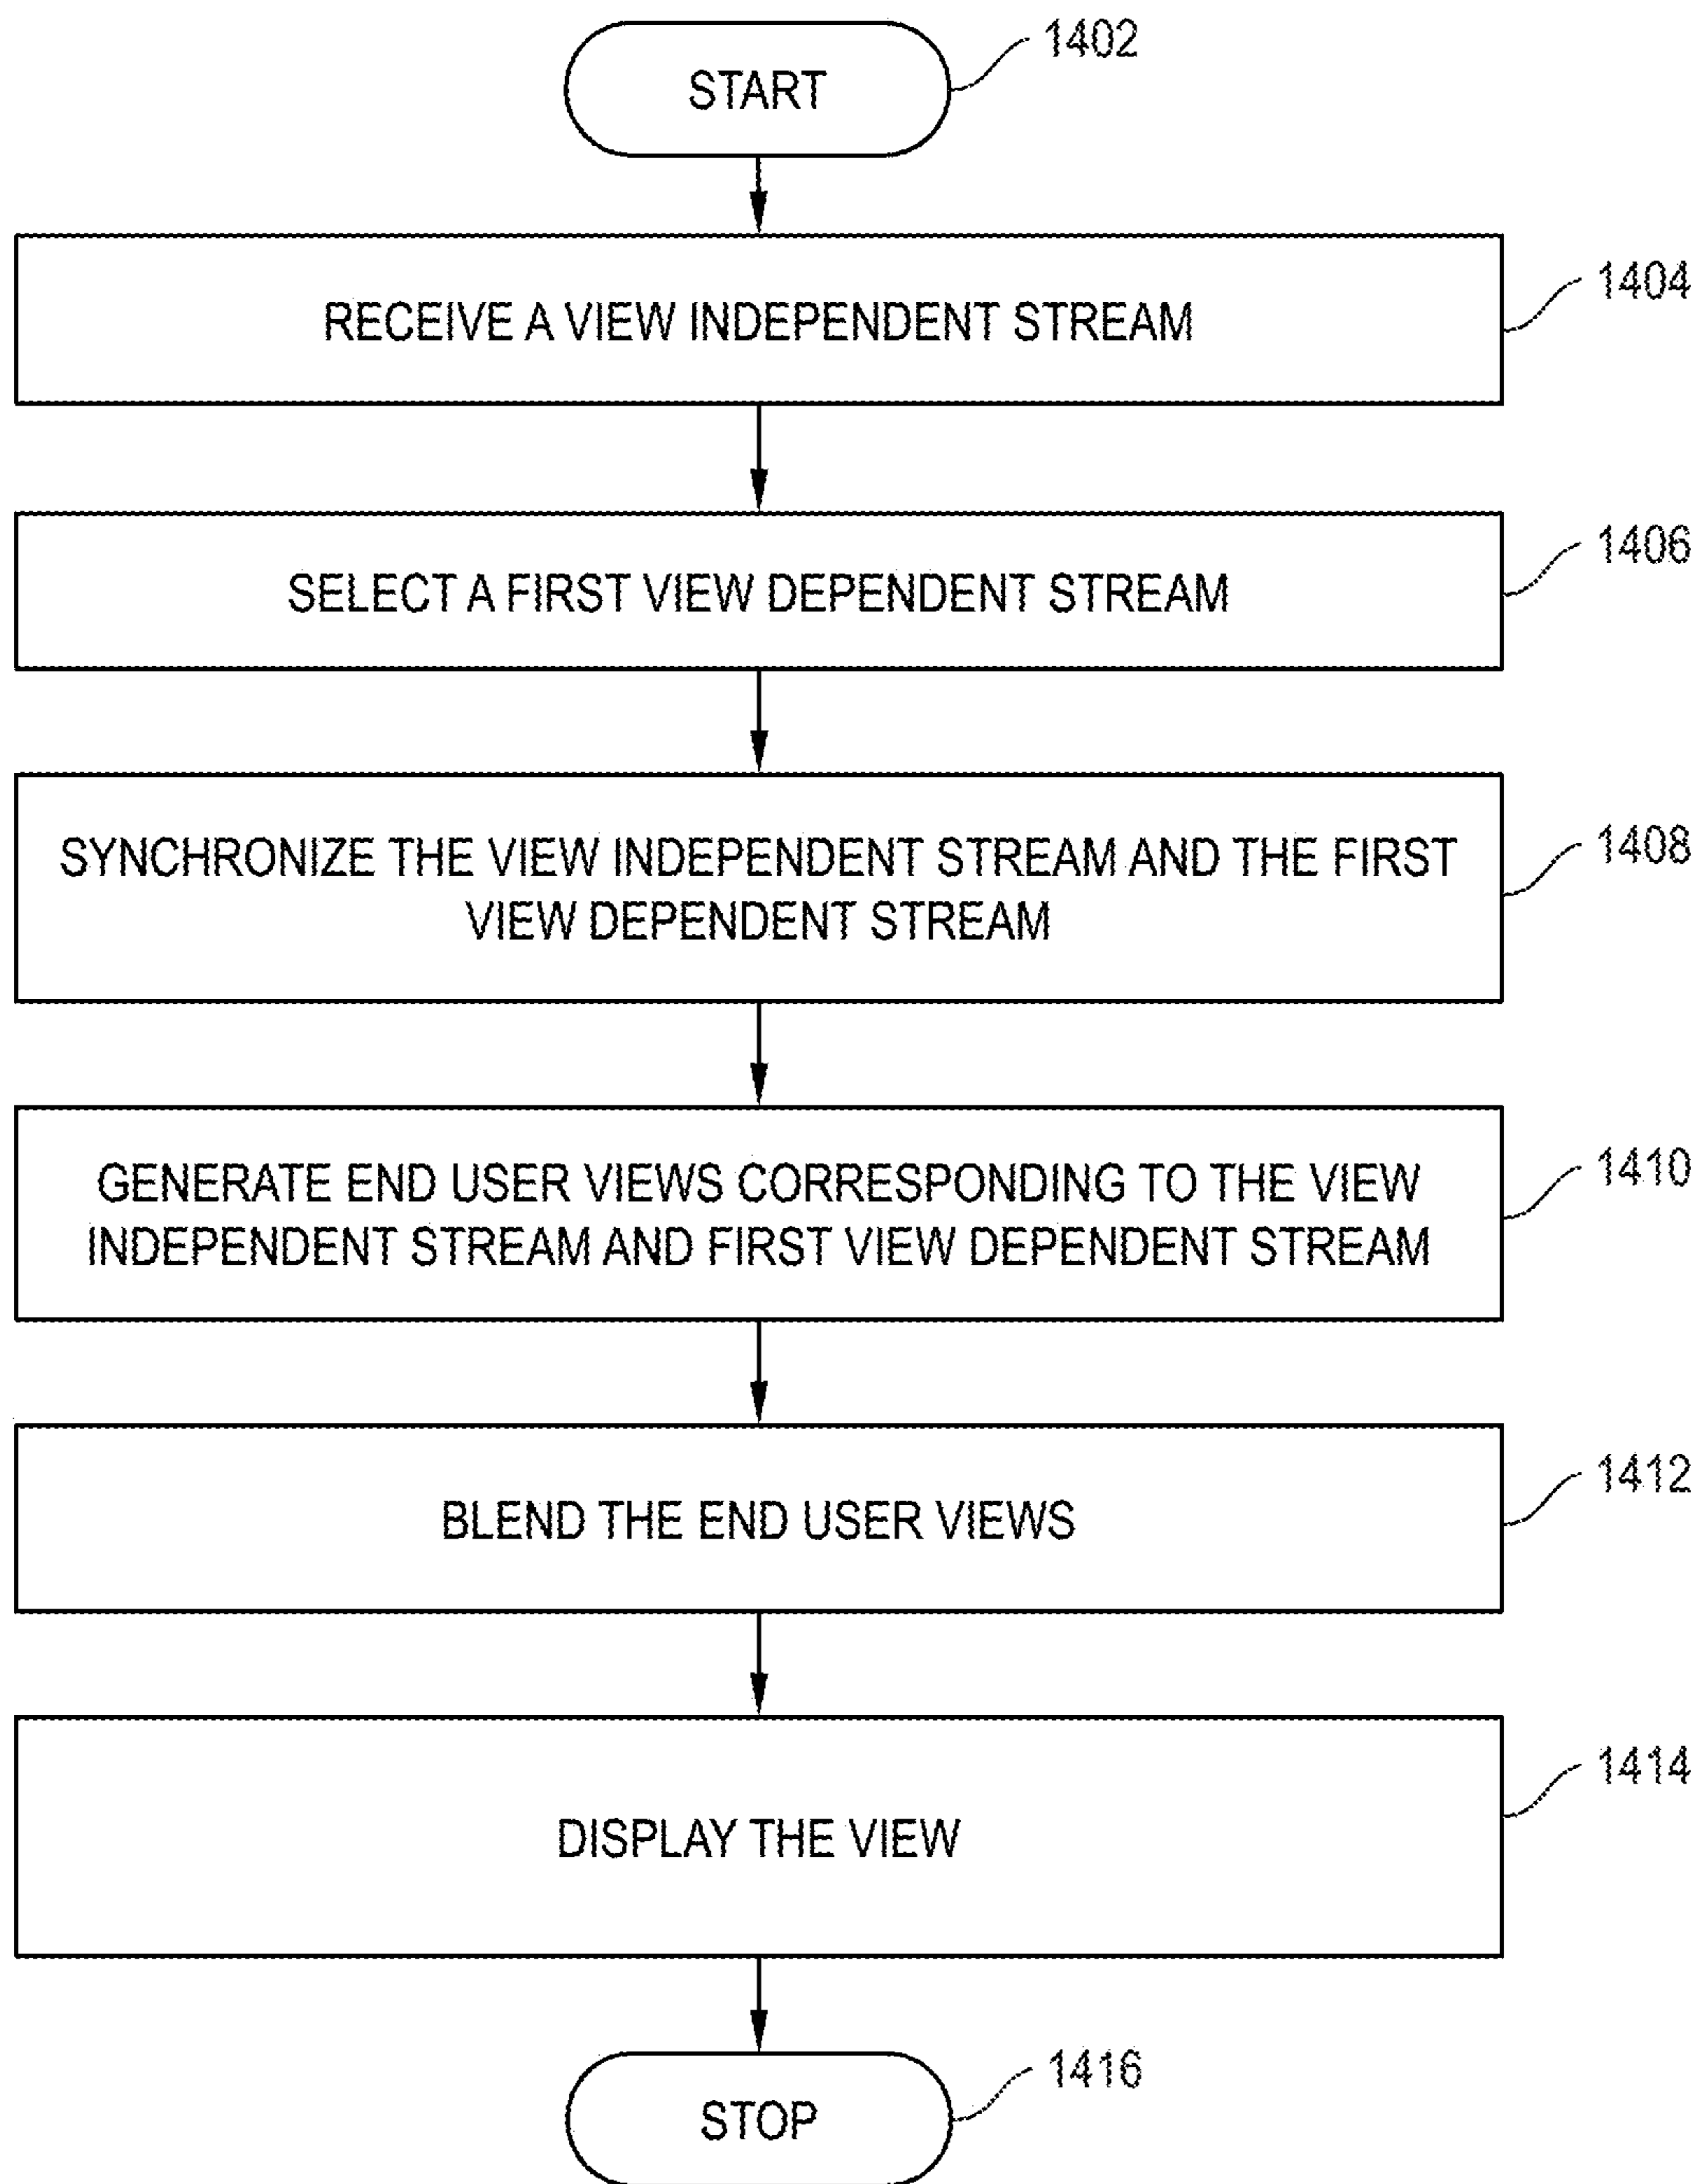 START
1402
RECEIVE A VIEW INDEPENDENT STREAM
1404
SELECT A FIRST VIEW DEPENDENT STREAM
1406
SYNCHRONIZE THE VIEW INDEPENDENT STREAM AND THE FIRST
VIEW DEPENDENT STREAM
1408
GENERATE END USER VIEWS CORRESPONDING TO THE VIEW
INDEPENDENT STREAM AND FIRST VIEW DEPENDENT STREAM
1410
BLEND THE END USER VIEWS
1412
DISPLAY THE VIEW
1414
STOP
1416